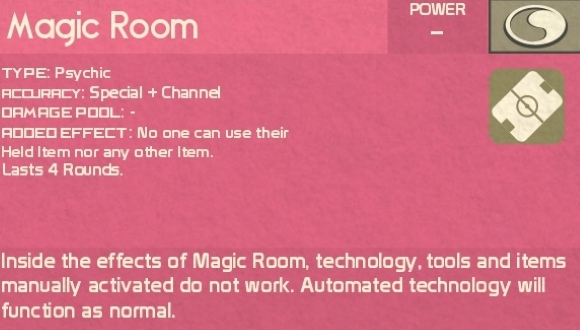 Magic Room
POWER
–
TYPE: Psychic
ACCURACY: Special + Channel
DAMAGE POOL: -
ADDED EFFECT: No one can use their
Held Item nor any other Item.
Lasts 4 Rounds.
Inside the effects of Magic Room, technology, tools and items
manually activated do not work. Automated technology will
function as normal.